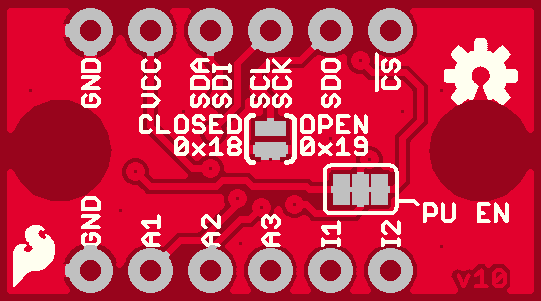 GND VCC SDA SCL SDO CS
SDI SCK
CLOSED OPEN
0x18 0x19
PU EN
GND A1 A2 A3 I1 I2
v10